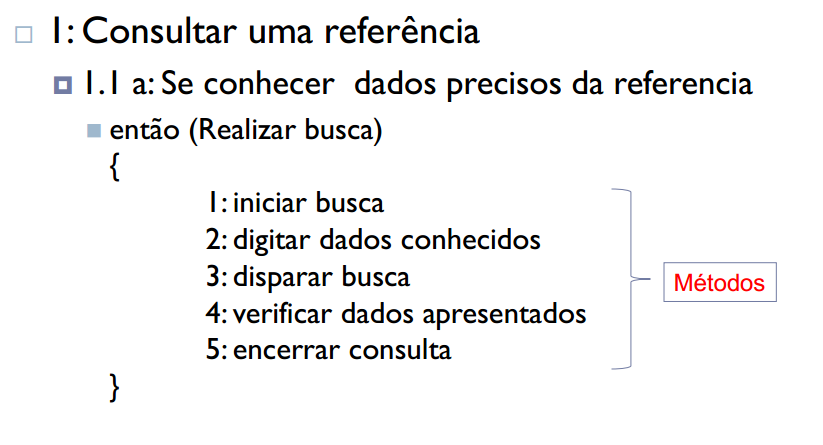 1: Consultar uma referência
1.1 a: Se conhecer dados precisos da referencia
então (Realizar busca)
{
1: iniciar busca
2: digitar dados conhecidos
3: disparar busca
4: verificar dados apresentados
5: encerrar consulta
}
Métodos